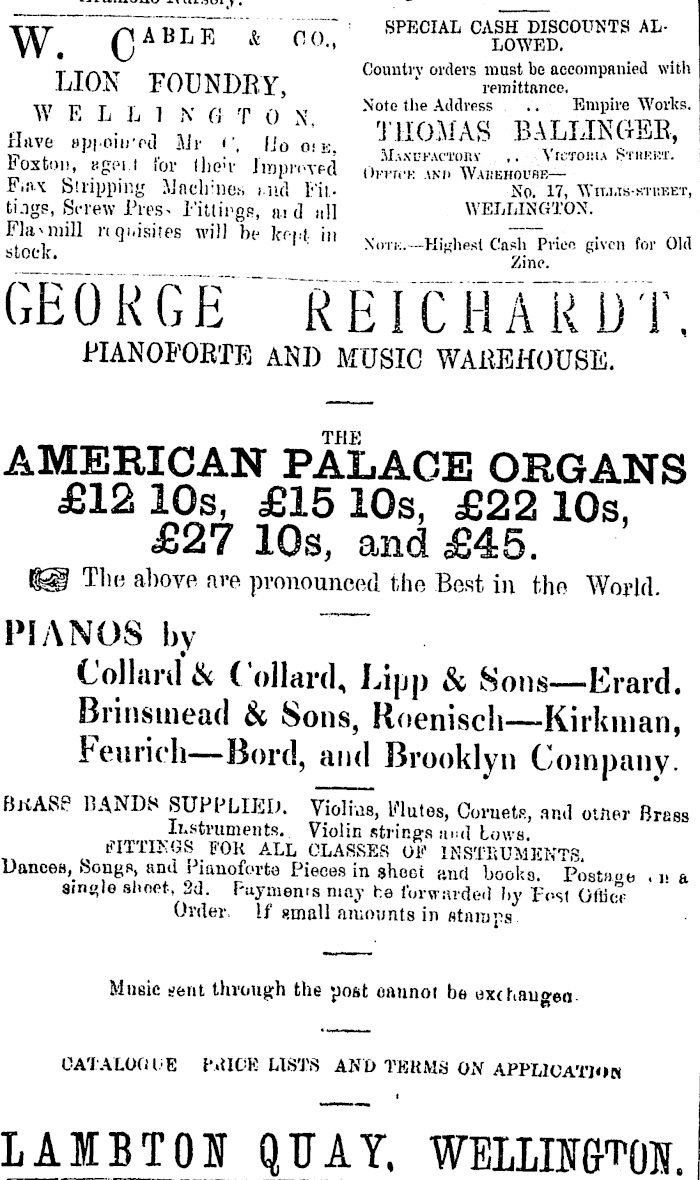 W. CABLE & CO.,
LION FOUNDRY,
WELLINGTON,
Have appointed Mr
Foxton, agent for their Improved
Flax Stripping Machines and Fit-
tings, Screw Press Fittings, and all
Flaxmill requisites will be kept in
stock.
SPECIAL CASH DISCOUNTS AL-
LOWED.
Country orders must be accompanied with
remittance.
Note the Address .. Empire Works.
THOMAS BALLINGER,
MANUFACTORY .. VICTORIA STREET.
OFFICE AND WAREHOUSE—
No. 17, WILLIS-STREET,
WELLINGTON.
NOTE.—Highest Cash Price given for Old
Zinc.
GEORGE REICHARDT,
PIANOFORTE AND MUSIC WAREHOUSE.
THE
AMERICAN PALACE ORGANS
£12 10s, £15 10s, £22 10s,
£27 10s, and £45.
The above are pronounced the Best in the World.
PIANOS by
Collard & Collard, Lipp & Sons—Erard.
Brinsmead & Sons, Roenisch—Kirkman,
Feurich—Bord, and Brooklyn Company.
BRASS BANDS SUPPLIED. Violins, Flutes, Cornets, and other Brass
Instruments. Violin strings and bows.
FITTINGS FOR ALL CLASSES OF INSTRUMENTS.
Dances, Songs, and Pianoforte Pieces in sheet and books. Postage on a
single sheet, 2d. Payments may be forwarded by Post Office
Order. If small amounts in stamps
Music sent through the post cannot be exchanged.
CATALOGUE PRICE LISTS AND TERMS ON APPLICATION
LAMBTON QUAY, WELLINGTON.